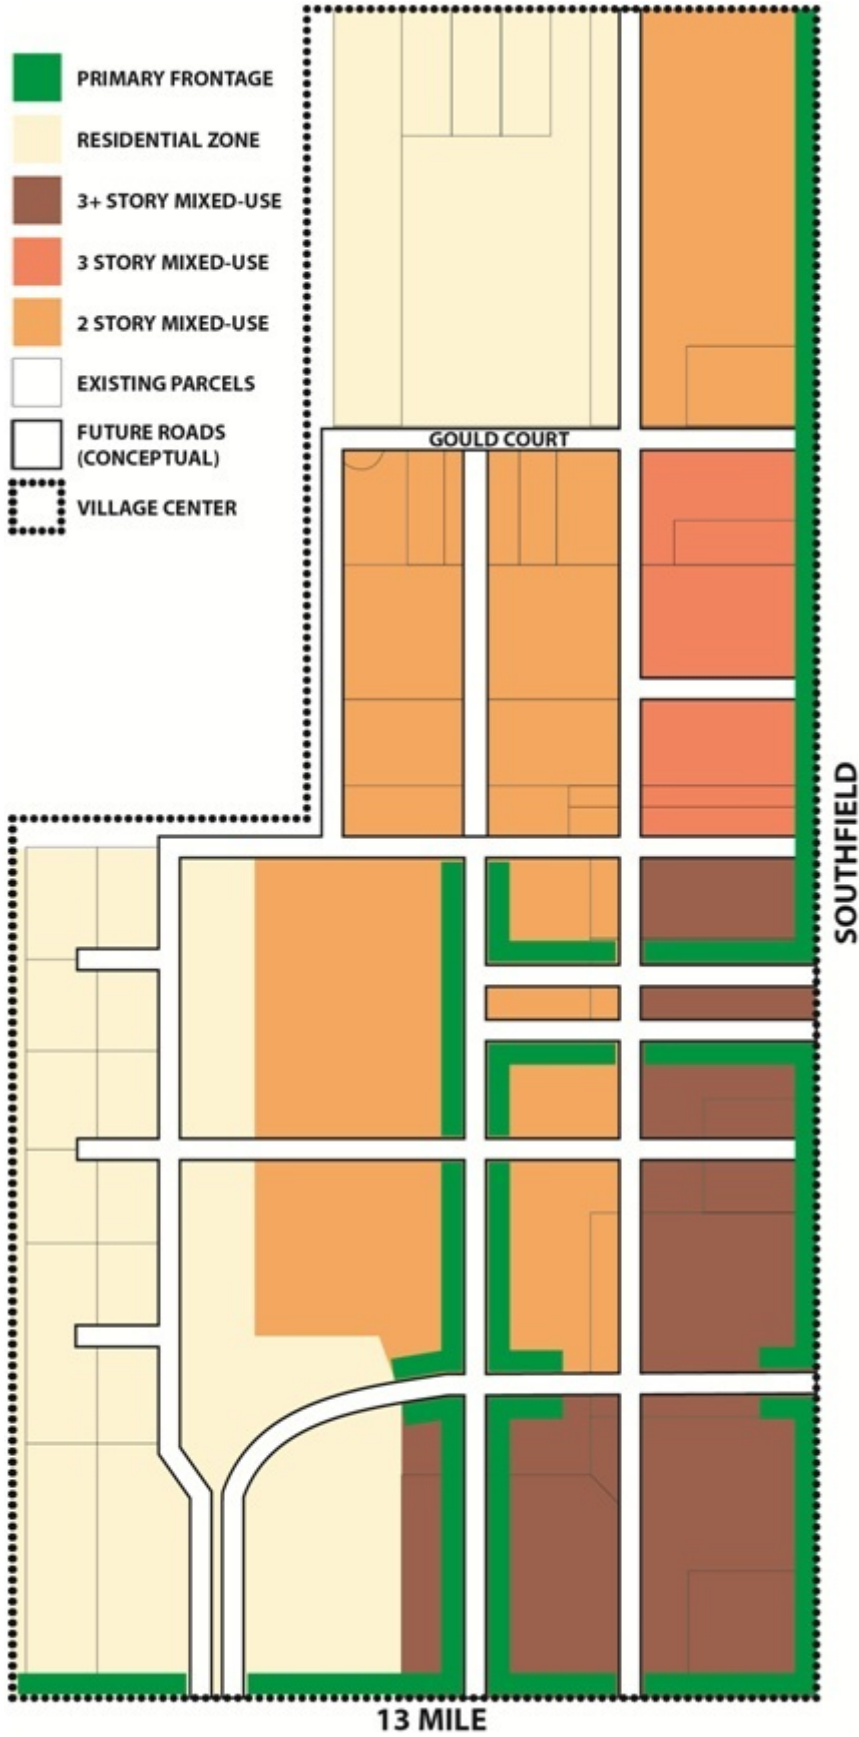 PRIMARY FRONTAGE
RESIDENTIAL ZONE
3+ STORY MIXED-USE
3 STORY MIXED-USE
2 STORY MIXED-USE
EXISTING PARCELS
FUTURE ROADS
(CONCEPTUAL)
VILLAGE CENTER
GOULD COURT
SOUTHFIELD
13 MILE